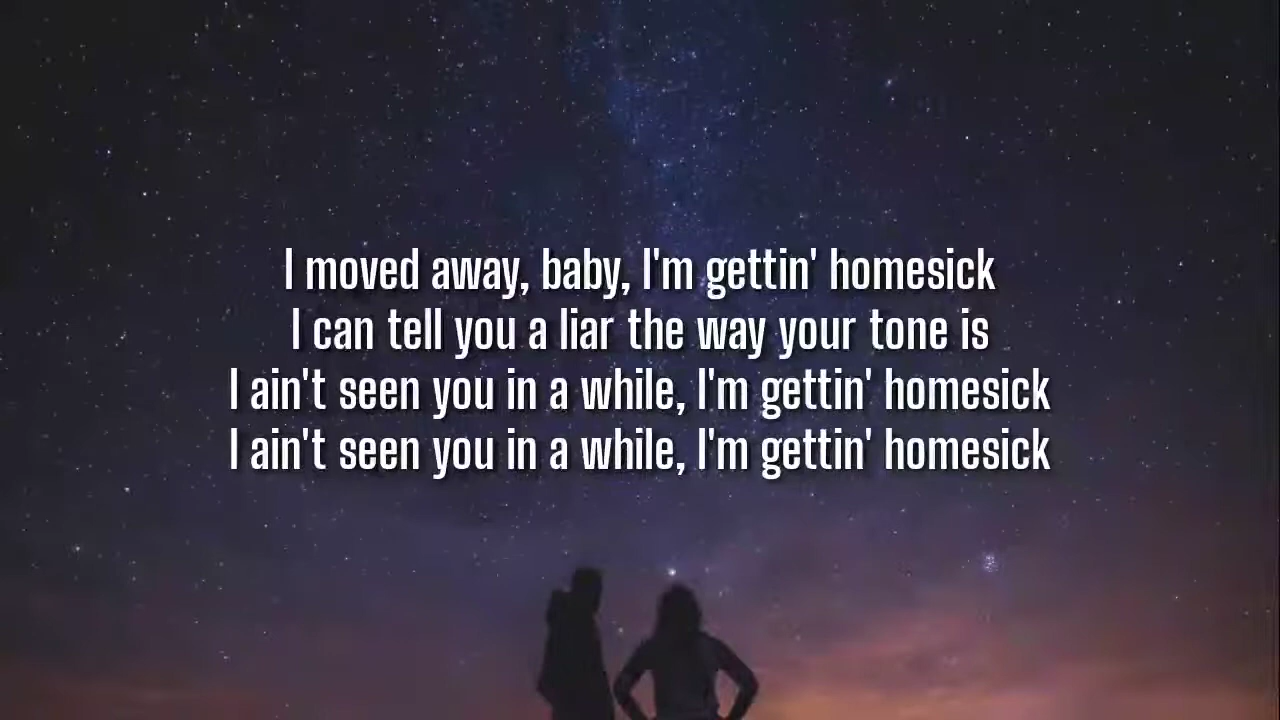 I moved away, baby, I'm gettin' homesick
I can tell you a liar the way your tone is
I ain't seen you in a while, I'm gettin' homesick
I ain't seen you in a while, I'm gettin' homesick